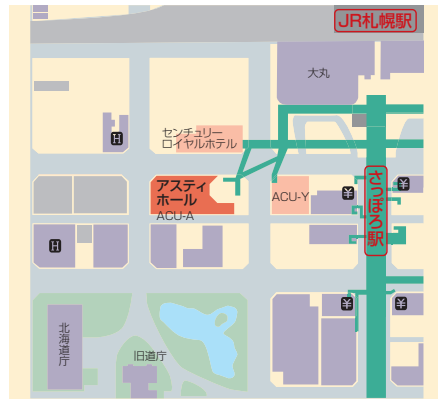 JR札幌駅
大丸
H
センチュリー
ロイヤルホテル
アスティ
ホール
ACU-A
ACU-Y
さっぽろ駅
H
北海道庁
旧道庁